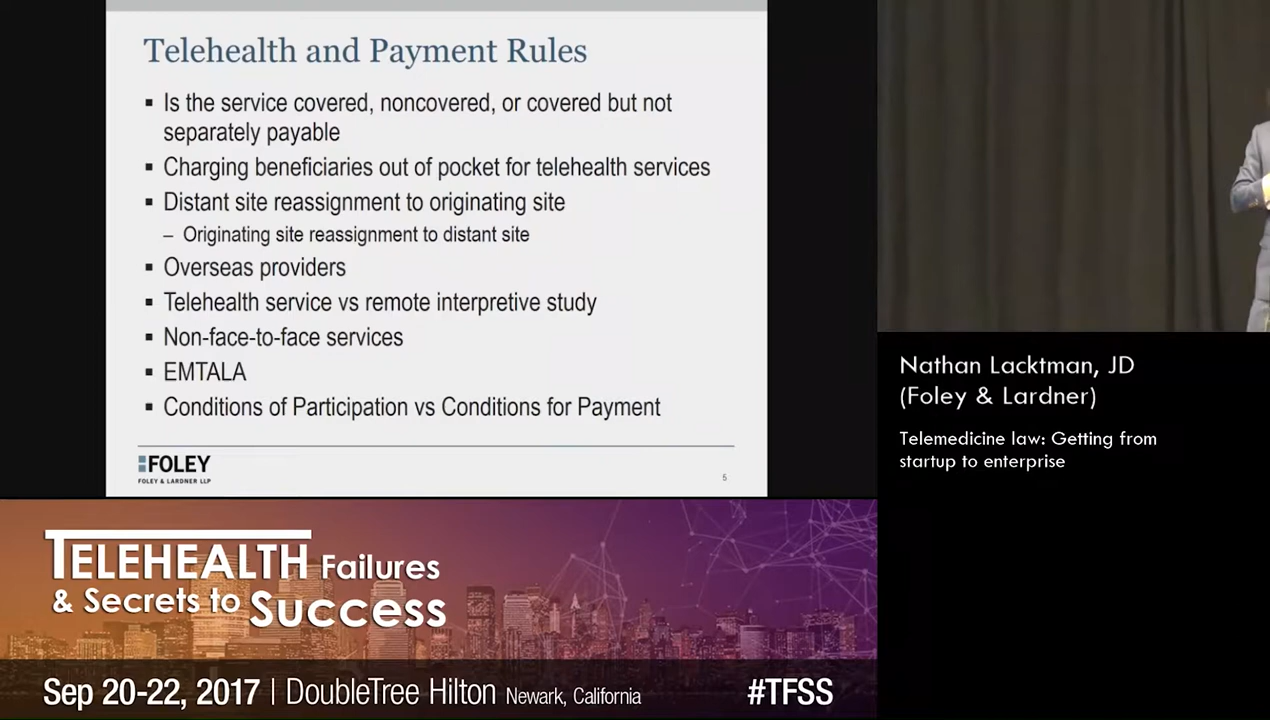 Telehealth and Payment Rules
▪ Is the service covered, noncovered, or covered but not
separately payable
▪ Charging beneficiaries out of pocket for telehealth services
▪ Distant site reassignment to originating site
– Originating site reassignment to distant site
▪ Overseas providers
▪ Telehealth service vs remote interpretive study
▪ Non-face-to-face services
▪ EMTALA
▪ Conditions of Participation vs Conditions for Payment
FOLEY
FOLEY & LARDNER LLP
5
Nathan Lacktman, JD
(Foley & Lardner)
Telemedicine law: Getting from
startup to enterprise
TELEHEALTH Failures
& Secrets to Success
Sep 20-22, 2017 | DoubleTree Hilton Newark, California
#TFSS